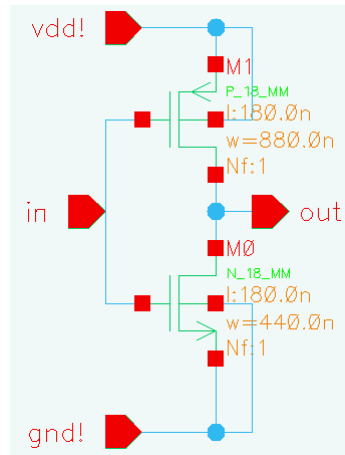 vdd!
M1
P_18_MM
l:180.0n
w=880.0n
Nf:1
in
out
M0
N_18_MM
l:180.0n
w=440.0n
Nf:1
gnd!